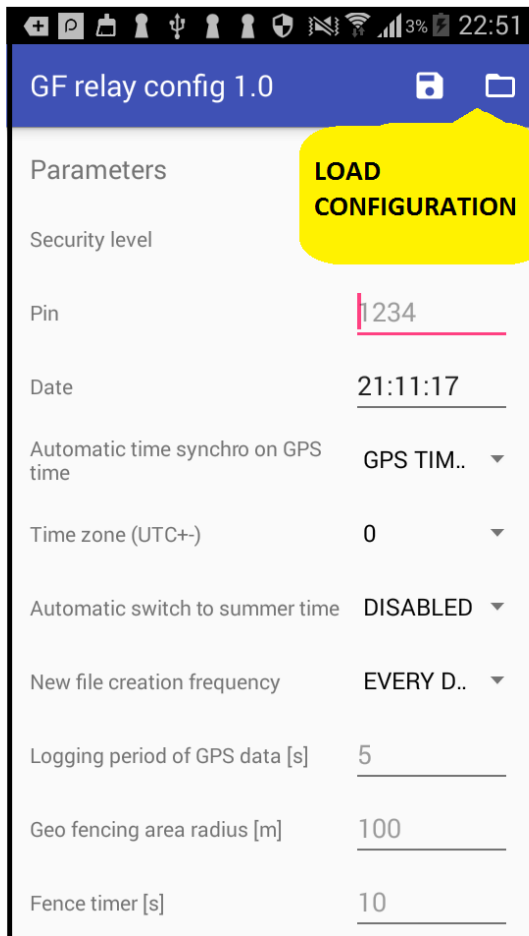 3% 22:51
GF relay config 1.0
Parameters
LOAD
CONFIGURATION
Security level
Pin 1234
Date 21:11:17
Automatic time synchro on GPS
time GPS TIM..
Time zone (UTC+-) 0
Automatic switch to summer time DISABLED
New file creation frequency EVERY D..
Logging period of GPS data [s] 5
Geo fencing area radius [m] 100
Fence timer [s] 10